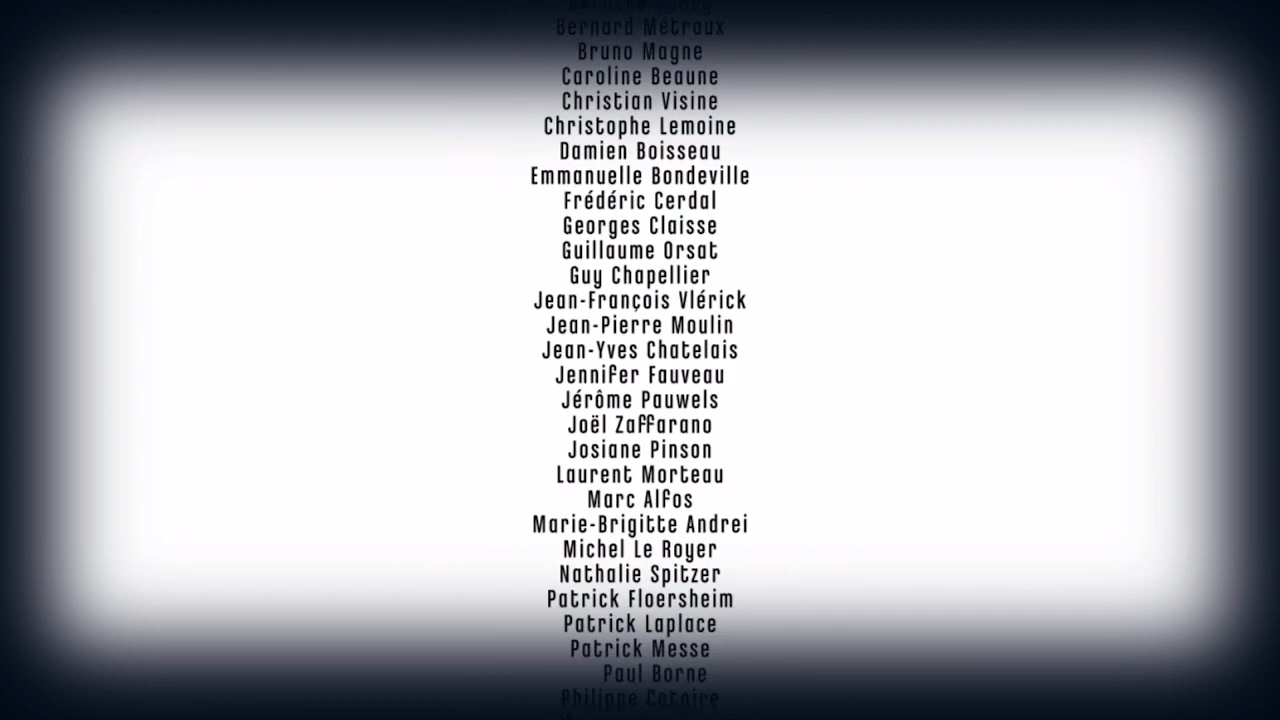 Bernard Métraux
Bruno Magne
Caroline Beaune
Christian Visine
Christophe Lemoine
Damien Boisseau
Emmanuelle Bondeville
Frédéric Cerdal
Georges Claisse
Guillaume Orsat
Guy Chapellier
Jean-François Vlérick
Jean-Pierre Moulin
Jean-Yves Chatelais
Jennifer Fauveau
Jérôme Pauwels
Joël Zaffarano
Josiane Pinson
Laurent Morteau
Marc Alfos
Marie-Brigitte Andrei
Michel Le Royer
Nathalie Spitzer
Patrick Floersheim
Patrick Laplace
Patrick Messe
Paul Borne
Philippe Catoire